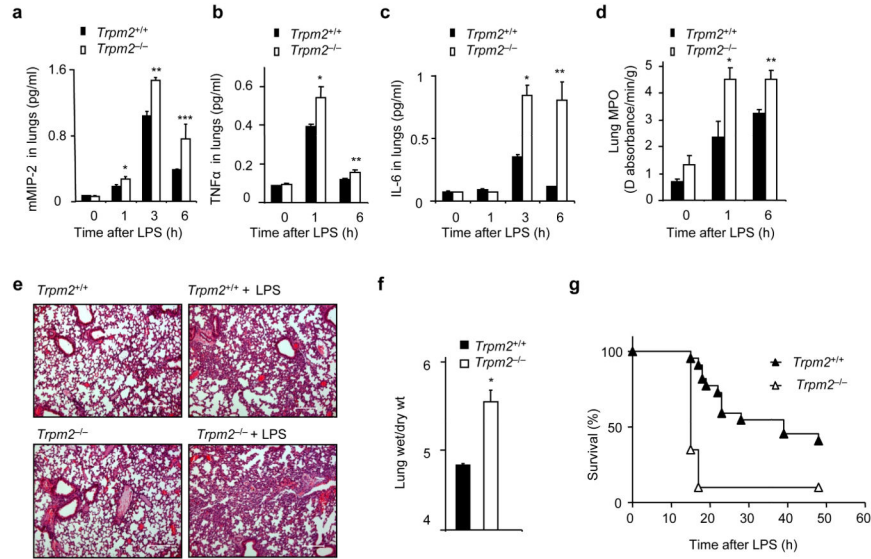 a
Trpm2+/+
Trpm2–/–
mMIP-2 in lungs (pg/ml)
1.6
0.8
0
** 
***
*
0 1 3 6
Time after LPS (h)
b
Trpm2+/+
Trpm2–/–
TNFα in lungs (pg/ml)
0.6
0.4
0.2
0
*
**
0 1 6
Time after LPS (h)
c
Trpm2+/+
Trpm2–/–
IL-6 in lungs (pg/ml)
1.2
0.8
0.4
0
*
**
0 1 3 6
Time after LPS (h)
d
Trpm2+/+
Trpm2–/–
Lung MPO
(D absorbance/min/g)
5
4
3
2
1
0
*
**
0 1 6
Time after LPS (h)
e
Trpm2+/+
Trpm2+/+ + LPS
Trpm2–/–
Trpm2–/– + LPS
f
Trpm2+/+
Trpm2–/–
Lung wet/dry wt
6
5
4
*
g
Trpm2+/+
Trpm2–/–
Survival (%)
100
50
0
0 10 20 30 40 50 60
Time after LPS (h)